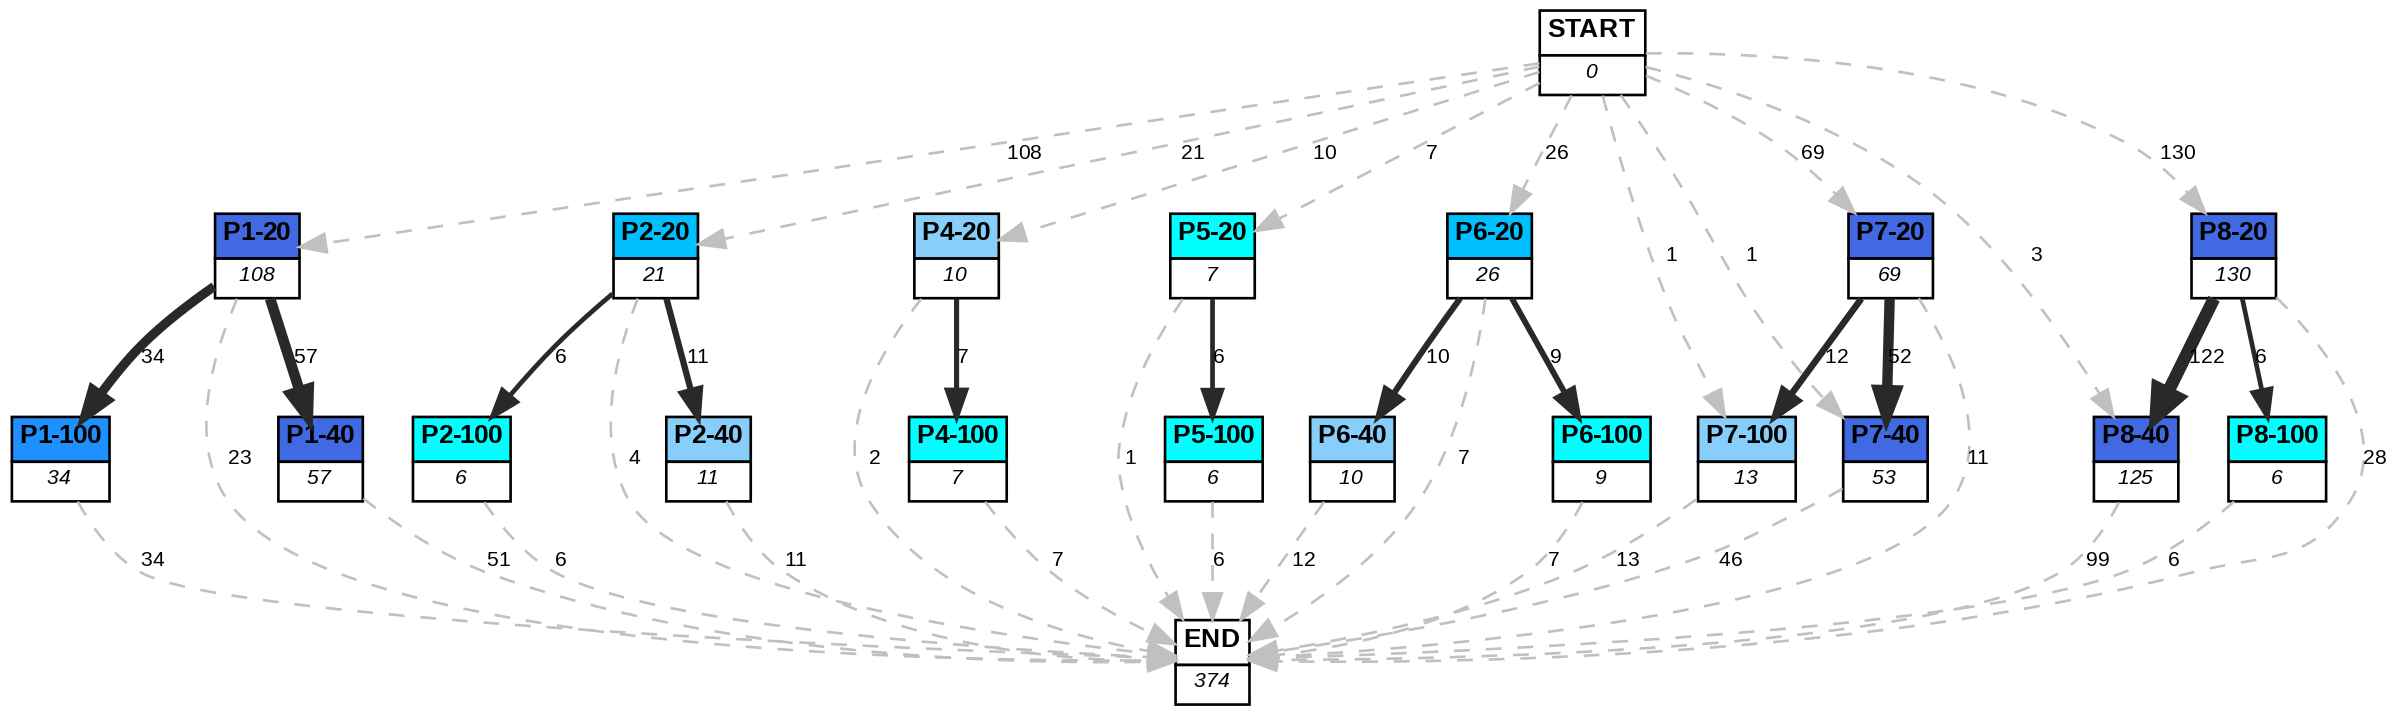 START
0
108
21
10
7
26
69
130
P1-20
108
P2-20
21
P4-20
10
P5-20
7
P6-20
26
P7-20
69
P8-20
130
1
1
3
34
57
6
11
7
6
10
9
12
52
122
6
P1-100
34
P1-40
57
P2-100
6
P2-40
11
P4-100
7
P5-100
6
P6-40
10
P6-100
9
P7-100
13
P7-40
53
P8-40
125
P8-100
6
23
4
2
1
7
11
28
34
51
6
11
7
6
12
7
13
46
99
6
END
374